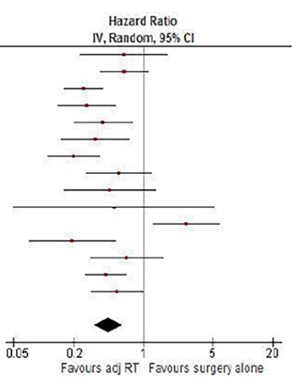 Hazard Ratio
IV, Random, 95% CI
0.05 0.2 1 5 20
Favours adj RT Favours surgery alone